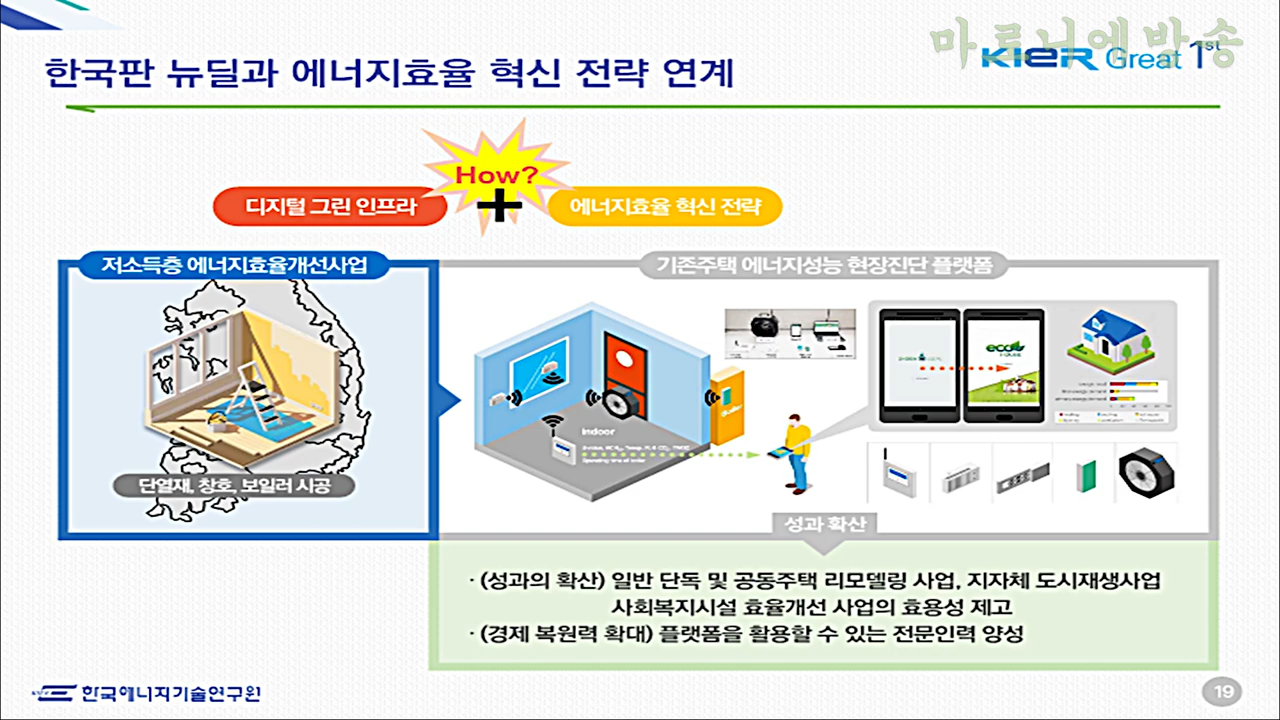 마로니에방송
KIER Great 1st
한국판 뉴딜과 에너지효율 혁신 전략 연계
How?
디지털 그린 인프라
+
에너지효율 혁신 전략
저소득층 에너지효율개선사업
기존주택 에너지성능 현장진단 플랫폼
eco
Indoor
단열재, 창호, 보일러 시공
성과 확산
· (성과의 확산) 일반 단독 및 공동주택 리모델링 사업, 지자체 도시재생사업
사회복지시설 효율개선 사업의 효용성 제고
· (경제 복원력 확대) 플랫폼을 활용할 수 있는 전문인력 양성
한국에너지기술연구원
19